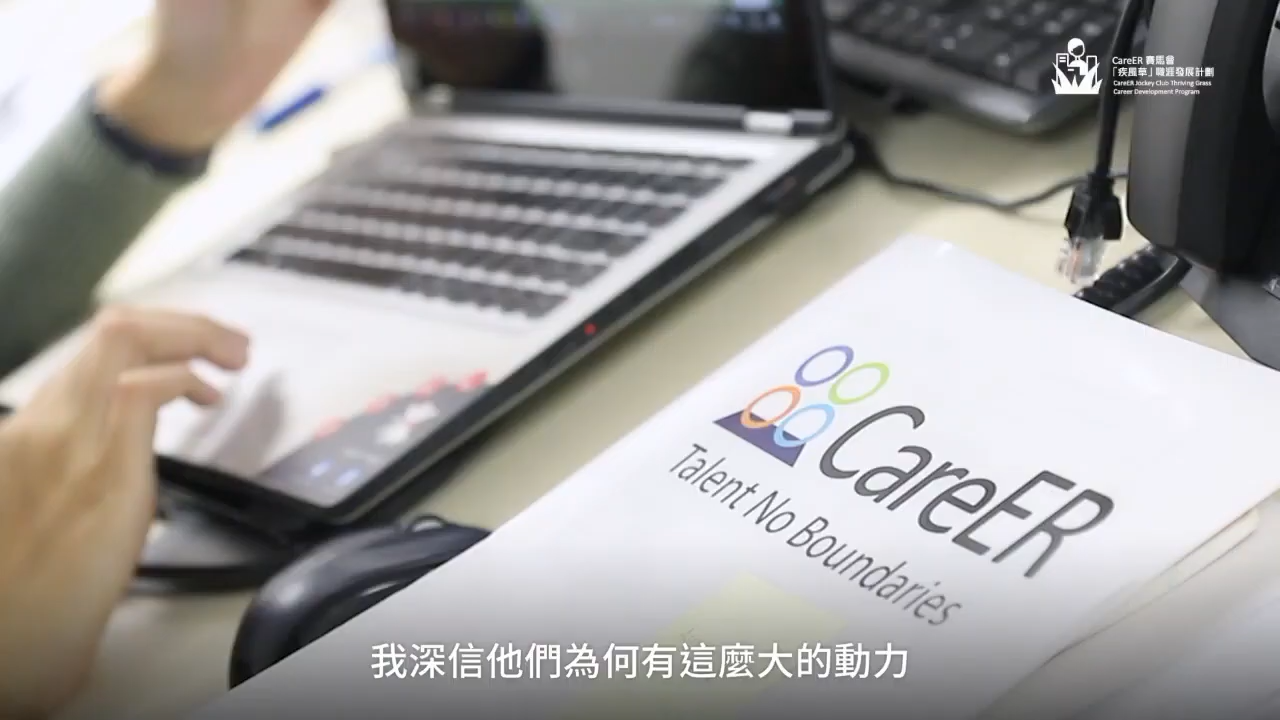 CareER 賽馬會
「疾風草」職涯發展計劃
CareER Jockey Club Thriving Grass
Career Development Program
CareER
Talent No Boundaries
我深信他們為何有這麼大的動力